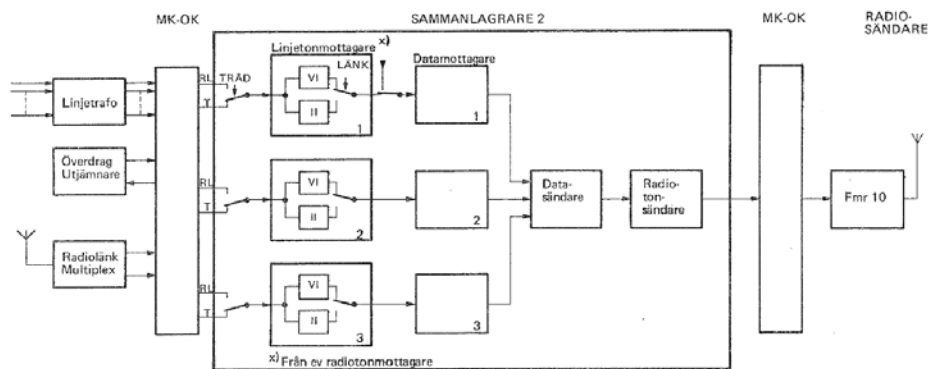 MK-OK
SAMMANLAGRARE 2
MK-OK
RADIO-
SÄNDARE
Linjetonmottagare x)
Datamottagare
RL
TRÅD
T
VI
LÄNK
II
1
1
Linjetrafo
Överdrag
Utjämnare
RL
T
VI
II
2
2
Data-
sändare
Radio-
ton-
sändare
Fmr 10
Radiolänk
Multiplex
RL
T
VI
II
3
3
x) Från ev radiotonmottagare